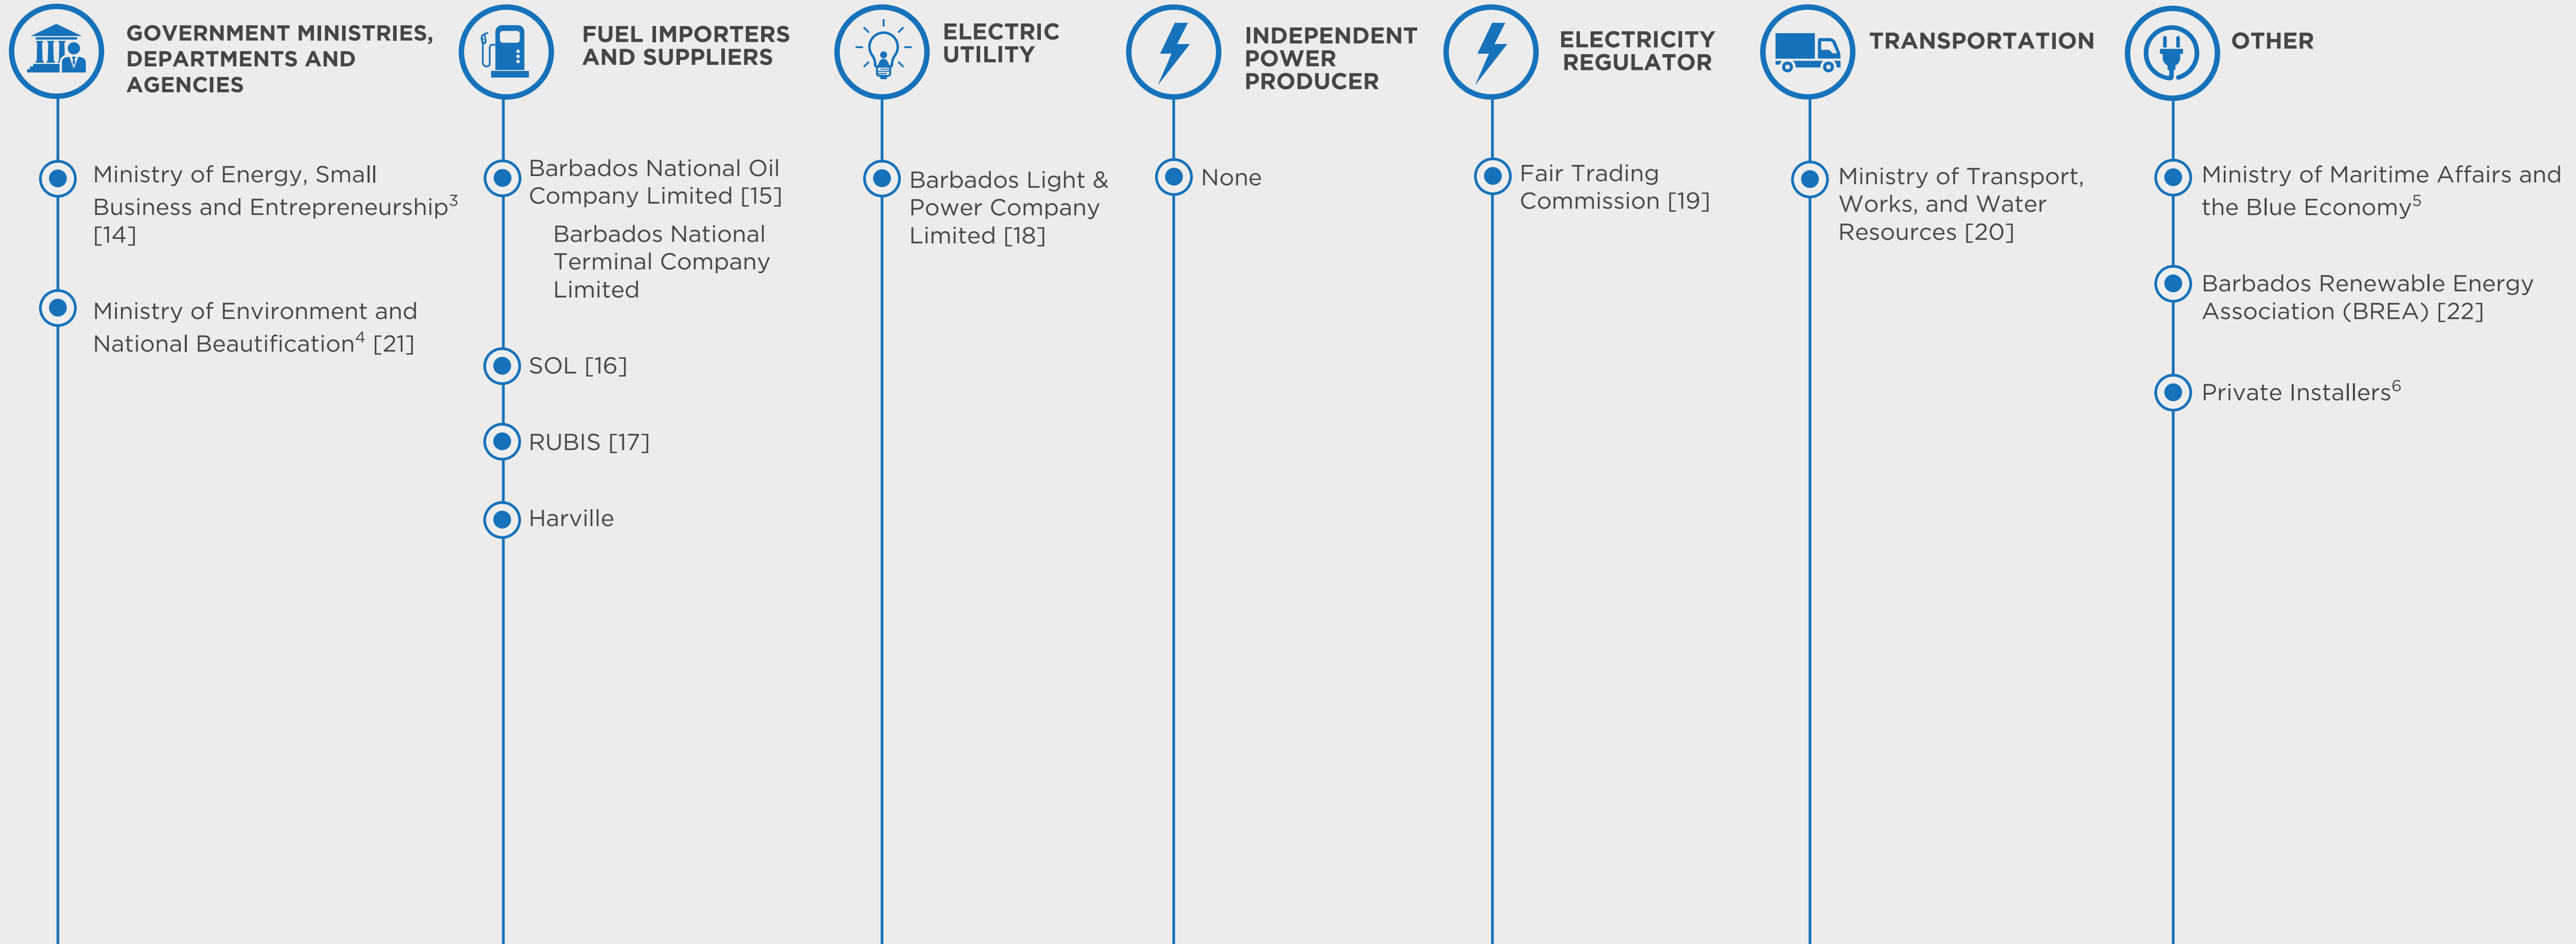 GOVERNMENT MINISTRIES,
DEPARTMENTS AND
AGENCIES
Ministry of Energy, Small
Business and Entrepreneurship³
[14]
Ministry of Environment and
National Beautification⁴ [21]
FUEL IMPORTERS
AND SUPPLIERS
Barbados National Oil
Company Limited [15]
Barbados National
Terminal Company
Limited
SOL [16]
RUBIS [17]
Harville
ELECTRIC
UTILITY
Barbados Light &
Power Company
Limited [18]
INDEPENDENT
POWER
PRODUCER
None
ELECTRICITY
REGULATOR
Fair Trading
Commission [19]
TRANSPORTATION
Ministry of Transport,
Works, and Water
Resources [20]
OTHER
Ministry of Maritime Affairs and
the Blue Economy⁵
Barbados Renewable Energy
Association (BREA) [22]
Private Installers⁶